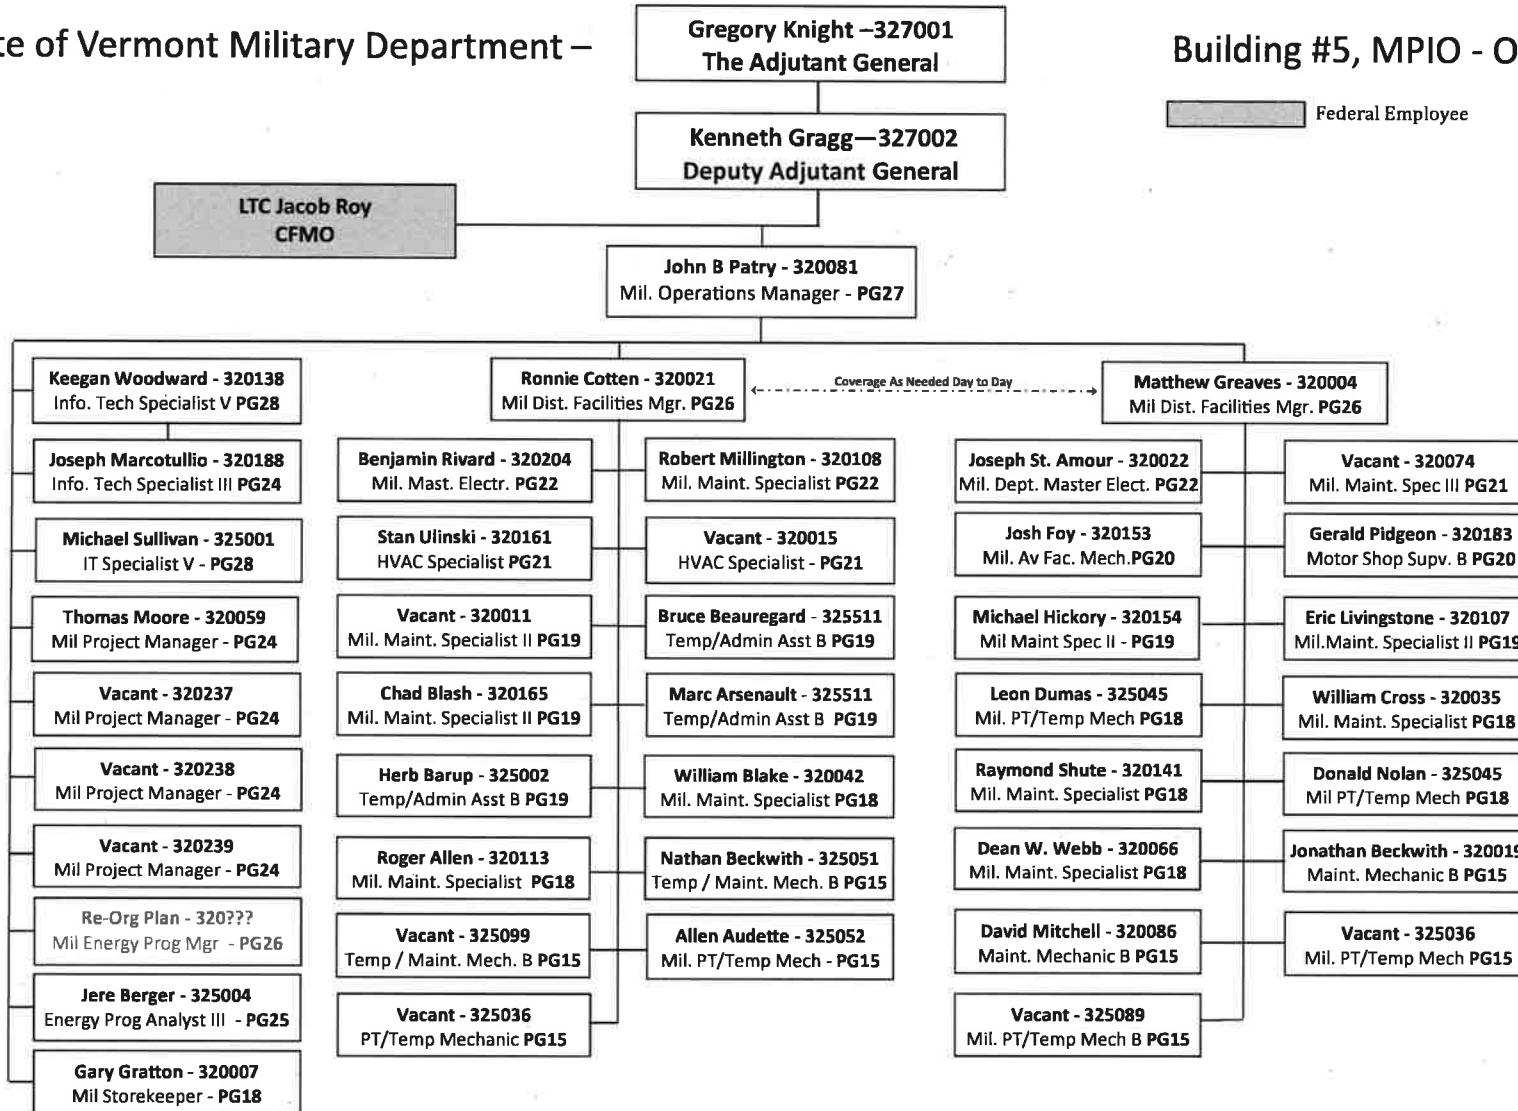 te of Vermont Military Department –
Building #5, MPIO - O
Federal Employee
Gregory Knight –327001
The Adjutant General
Kenneth Gragg—327002
Deputy Adjutant General
LTC Jacob Roy
CFMO
John B Patry - 320081
Mil. Operations Manager - PG27
Keegan Woodward - 320138
Info. Tech Specialist V PG28
Joseph Marcotullio - 320188
Info. Tech Specialist III PG24
Michael Sullivan - 325001
IT Specialist V - PG28
Thomas Moore - 320059
Mil Project Manager - PG24
Vacant - 320237
Mil Project Manager - PG24
Vacant - 320238
Mil Project Manager - PG24
Vacant - 320239
Mil Project Manager - PG24
Re-Org Plan - 320???
Mil Energy Prog Mgr - PG26
Jere Berger - 325004
Energy Prog Analyst III - PG25
Gary Gratton - 320007
Mil Storekeeper - PG18
Ronnie Cotten - 320021
Mil Dist. Facilities Mgr. PG26
Coverage As Needed Day to Day
Benjamin Rivard - 320204
Mil. Mast. Electr. PG22
Robert Millington - 320108
Mil. Maint. Specialist PG22
Stan Ulinski - 320161
HVAC Specialist PG21
Vacant - 320015
HVAC Specialist - PG21
Vacant - 320011
Mil. Maint. Specialist II PG19
Bruce Beauregard - 325511
Temp/Admin Asst B PG19
Chad Blash - 320165
Mil. Maint. Specialist II PG19
Marc Arsenault - 325511
Temp/Admin Asst B PG19
Herb Barup - 325002
Temp/Admin Asst B PG19
William Blake - 320042
Mil. Maint. Specialist PG18
Roger Allen - 320113
Mil. Maint. Specialist PG18
Nathan Beckwith - 325051
Temp / Maint. Mech. B PG15
Vacant - 325099
Temp / Maint. Mech. B PG15
Allen Audette - 325052
Mil. PT/Temp Mech - PG15
Vacant - 325036
PT/Temp Mechanic PG15
Matthew Greaves - 320004
Mil Dist. Facilities Mgr. PG26
Joseph St. Amour - 320022
Mil. Dept. Master Elect. PG22
Vacant - 320074
Mil. Maint. Spec III PG21
Josh Foy - 320153
Mil. Av Fac. Mech.PG20
Gerald Pidgeon - 320183
Motor Shop Supv. B PG20
Michael Hickory - 320154
Mil Maint Spec II - PG19
Eric Livingstone - 320107
Mil.Maint. Specialist II PG19
Leon Dumas - 325045
Mil. PT/Temp Mech PG18
William Cross - 320035
Mil. Maint. Specialist PG18
Raymond Shute - 320141
Mil. Maint. Specialist PG18
Donald Nolan - 325045
Mil PT/Temp Mech PG18
Dean W. Webb - 320066
Mil. Maint. Specialist PG18
Jonathan Beckwith - 320019
Maint. Mechanic B PG15
David Mitchell - 320086
Maint. Mechanic B PG15
Vacant - 325036
Mil. PT/Temp Mech PG15
Vacant - 325089
Mil. PT/Temp Mech B PG15